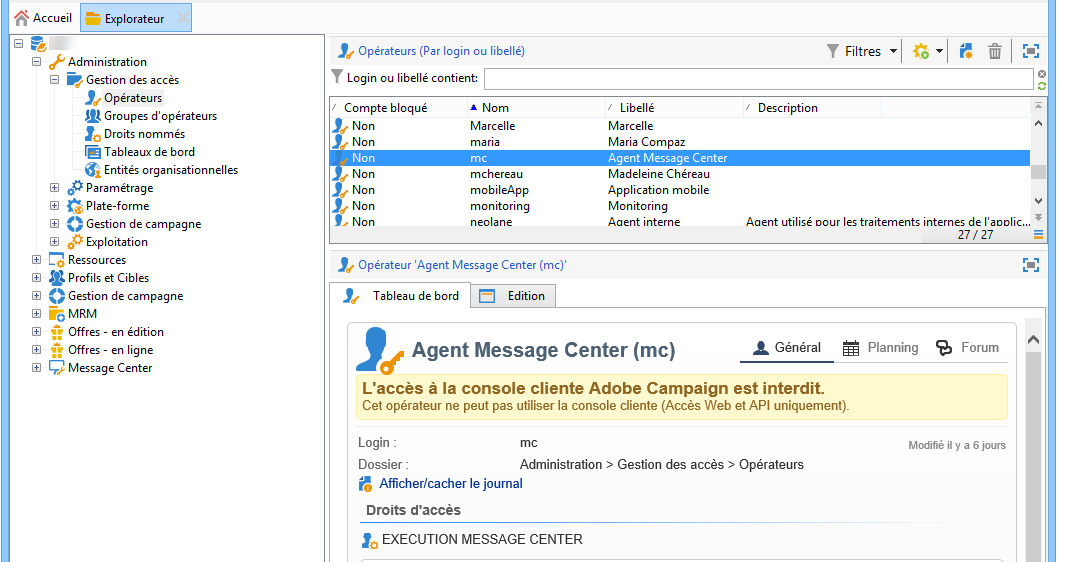 Accueil
Explorateur
Administration
Gestion des accès
Opérateurs
Groupes d'opérateurs
Droits nommés
Tableaux de bord
Entités organisationnelles
Paramétrage
Plate-forme
Gestion de campagne
Exploitation
Ressources
Profils et Cibles
Gestion de campagne
MRM
Offres - en édition
Offres - en ligne
Message Center
Opérateurs (Par login ou libellé)
Filtres
Login ou libellé contient:
Compte bloqué Nom Libellé Description
Non Marcelle Marcelle
Non maria Maria Compaz
Non mc Agent Message Center
Non mchereau Madeleine Chéreau
Non mobileApp Application mobile
Non monitoring Monitoring
Non neolane Agent interne Agent utilisé pour les traitements internes de l'applic...
27 / 27
Opérateur 'Agent Message Center (mc)'
Tableau de bord Edition
Agent Message Center (mc)
Général Planning Forum
L'accès à la console cliente Adobe Campaign est interdit.
Cet opérateur ne peut pas utiliser la console cliente (Accès Web et API uniquement).
Login : mc
Modifié il y a 6 jours
Dossier : Administration > Gestion des accès > Opérateurs
Afficher/cacher le journal
Droits d'accès
EXECUTION MESSAGE CENTER